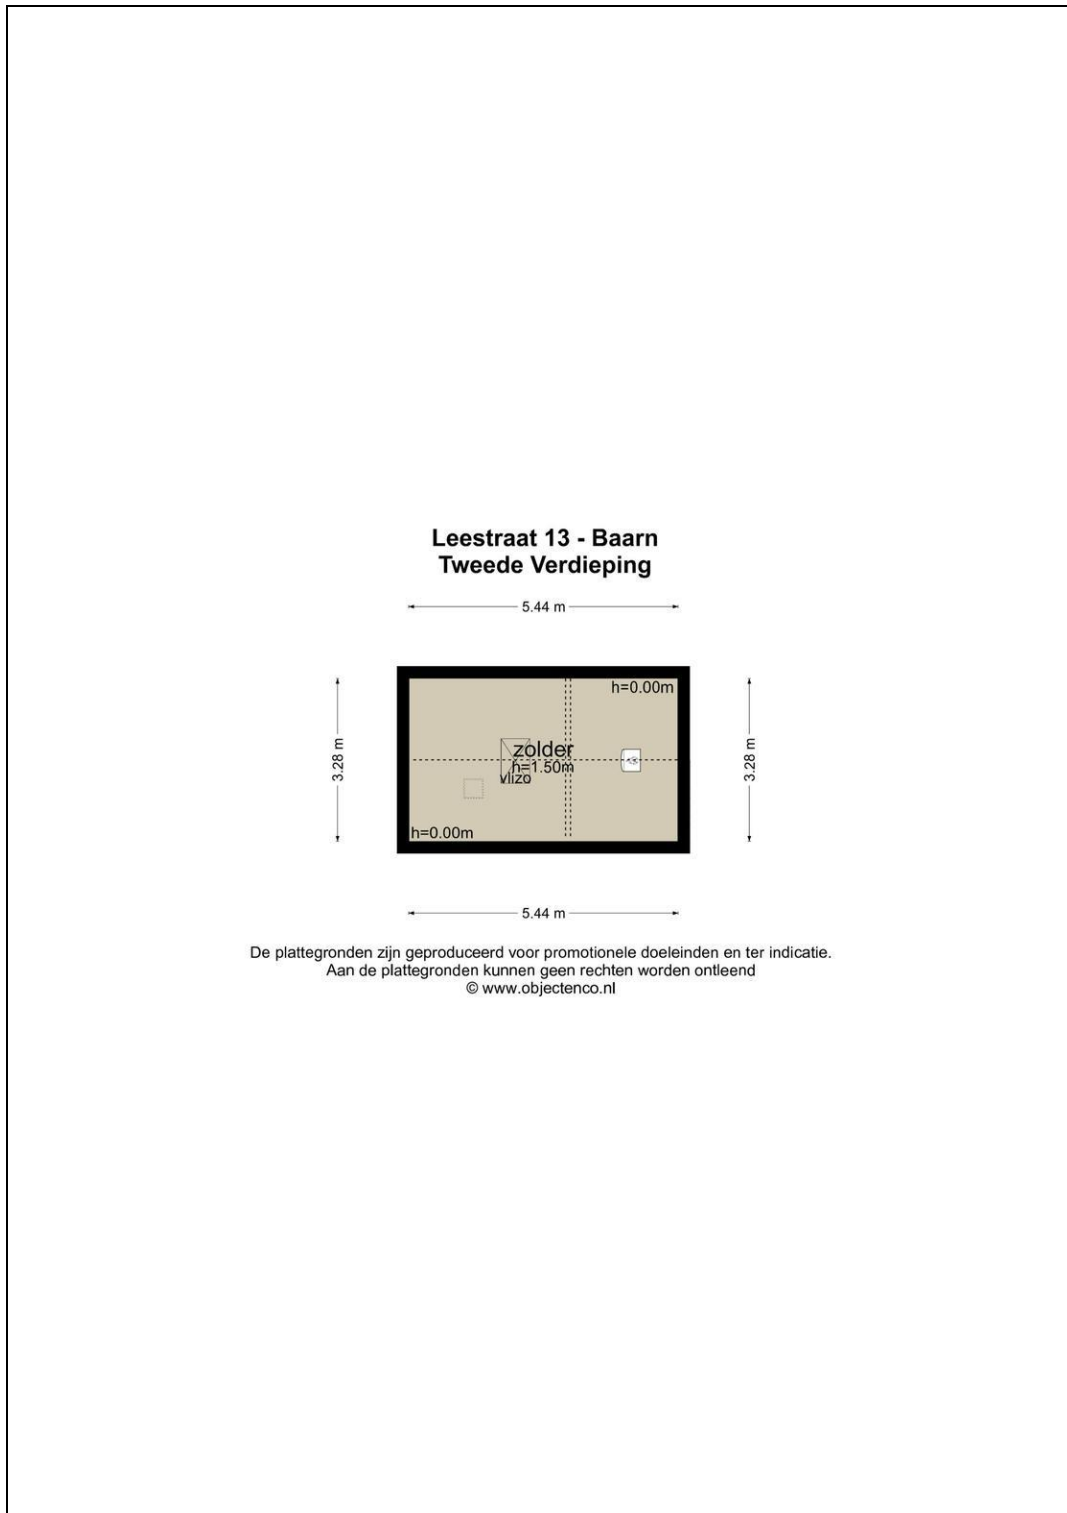 Leestraat 13 - Baarn
Tweede Verdieping
5.44 m
h=0.00m
3.28 m
zolder
h=1.50m
vlizo
3.28 m
h=0.00m
5.44 m
De plattegronden zijn geproduceerd voor promotionele doeleinden en ter indicatie.
Aan de plattegronden kunnen geen rechten worden ontleend
© www.objectenco.nl